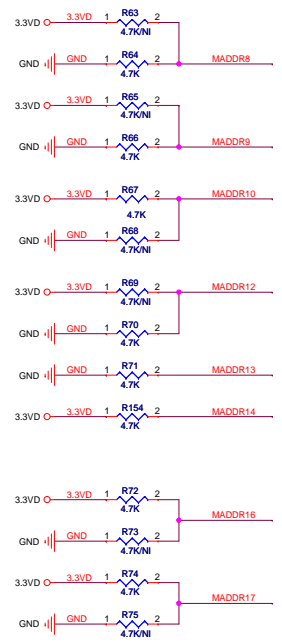 R63
3.3VD 3.3VD 1 2
4.7K/NI
R64
GND GND 1 2 MADDR8
4.7K
R65
3.3VD 3.3VD 1 2
4.7K/NI
R66
GND GND 1 2 MADDR9
4.7K
R67
3.3VD 3.3VD 1 2 MADDR10
4.7K
R68
GND GND 1 2
4.7K/NI
R69
3.3VD 3.3VD 1 2 MADDR12
4.7K/NI
R70
GND GND 1 2
4.7K
R71
GND GND 1 2 MADDR13
4.7K
R154
3.3VD 3.3VD 1 2 MADDR14
4.7K
R72
3.3VD 3.3VD 1 2
4.7K
MADDR16
R73
GND GND 1 2
4.7K/NI
R74
3.3VD 3.3VD 1 2
4.7K
MADDR17
R75
GND GND 1 2
4.7K/NI